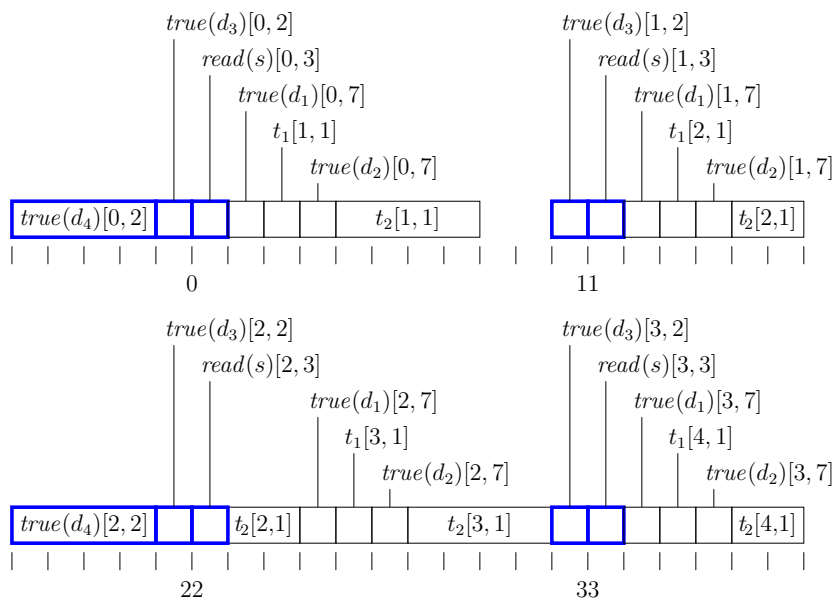 true(d₃)[0, 2] true(d₃)[1, 2]
read(s)[0, 3] read(s)[1, 3]
true(d₁)[0, 7] true(d₁)[1, 7]
t₁[1, 1] t₁[2, 1]
true(d₂)[0, 7] true(d₂)[1, 7]
true(d₄)[0, 2] t₂[1, 1] t₂[2,1]
0 11
true(d₃)[2, 2] true(d₃)[3, 2]
read(s)[2, 3] read(s)[3, 3]
true(d₁)[2, 7] true(d₁)[3, 7]
t₁[3, 1] t₁[4, 1]
true(d₂)[2, 7] true(d₂)[3, 7]
true(d₄)[2, 2] t₂[2,1] t₂[3, 1] t₂[4,1]
22 33